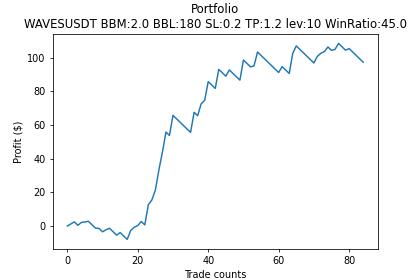 Portfolio
WAVESUSDT BBM:2.0 BBL:180 SL:0.2 TP:1.2 lev:10 WinRatio:45.0
Profit ($)
100
80
60
40
20
0
0 20 40 60 80
Trade counts